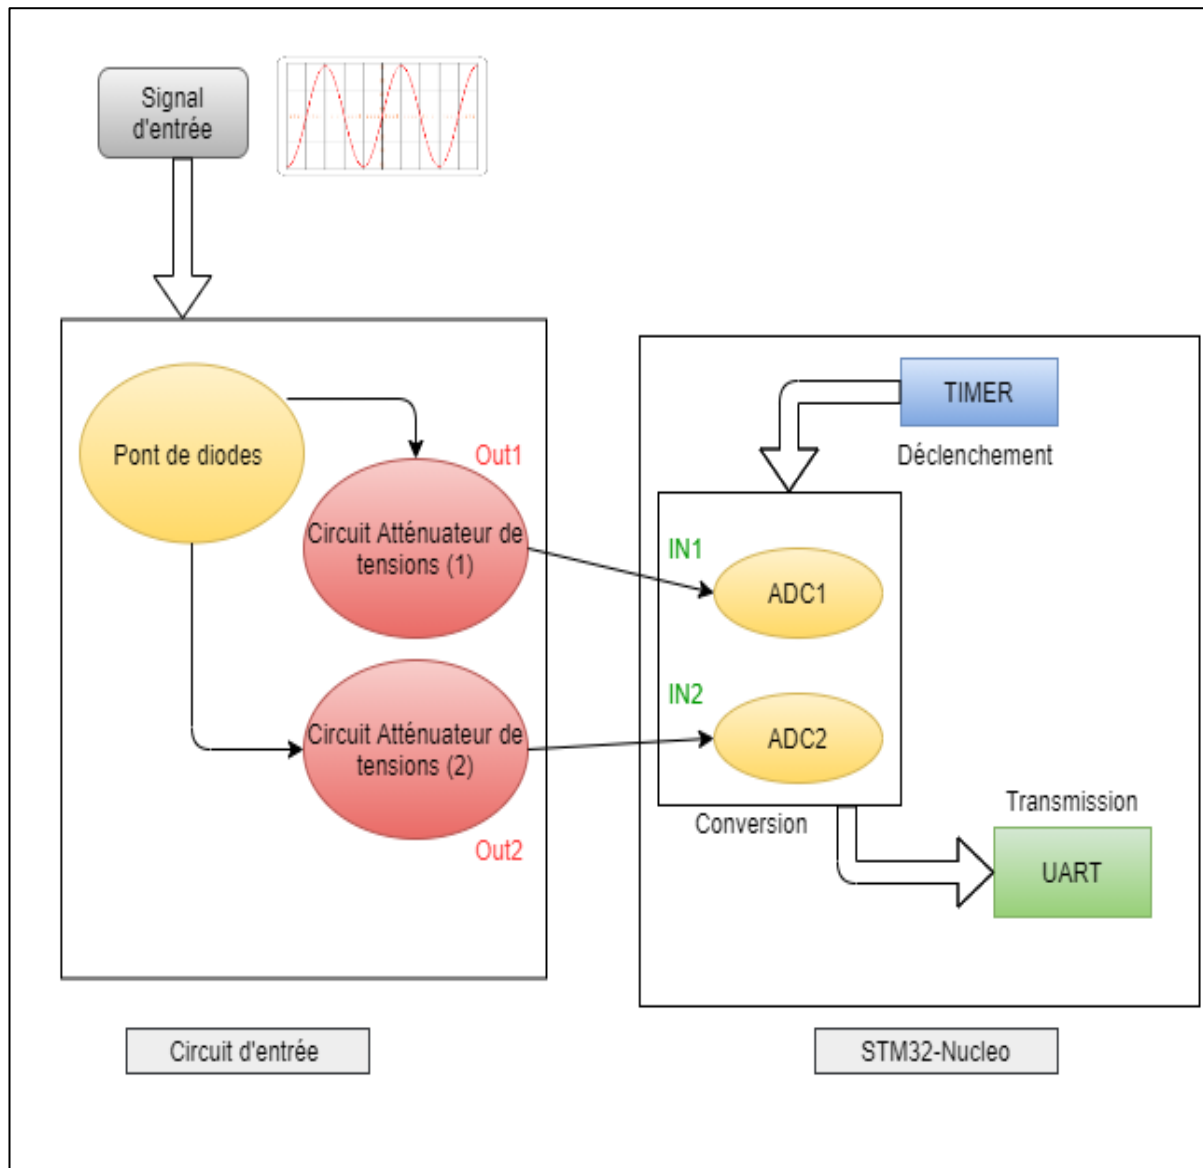 Signal
d'entrée
Pont de diodes
Out1
Circuit Atténuateur de
tensions (1)
Circuit Atténuateur de
tensions (2)
Out2
Circuit d'entrée
TIMER
Déclenchement
IN1
ADC1
IN2
ADC2
Conversion
Transmission
UART
STM32-Nucleo